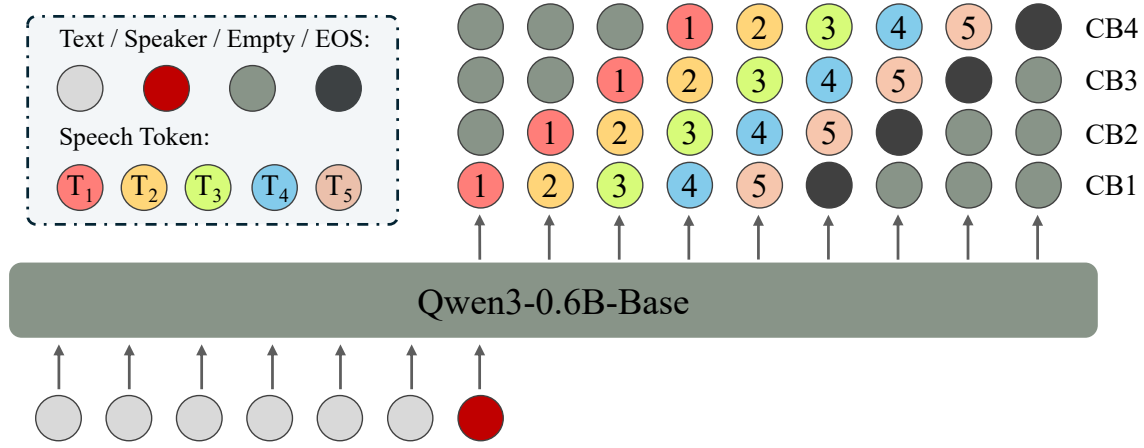 Text / Speaker / Empty / EOS:
Speech Token:
T1 T2 T3 T4 T5
1 2 3 4 5 CB4
1 2 3 4 5 CB3
1 2 3 4 5 CB2
1 2 3 4 5 CB1
Qwen3-0.6B-Base